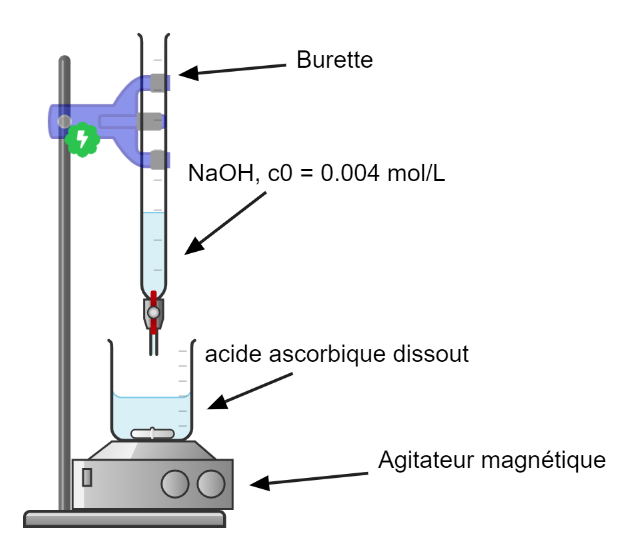 Burette
NaOH, c0 = 0.004 mol/L
acide ascorbique dissout
Agitateur magnétique